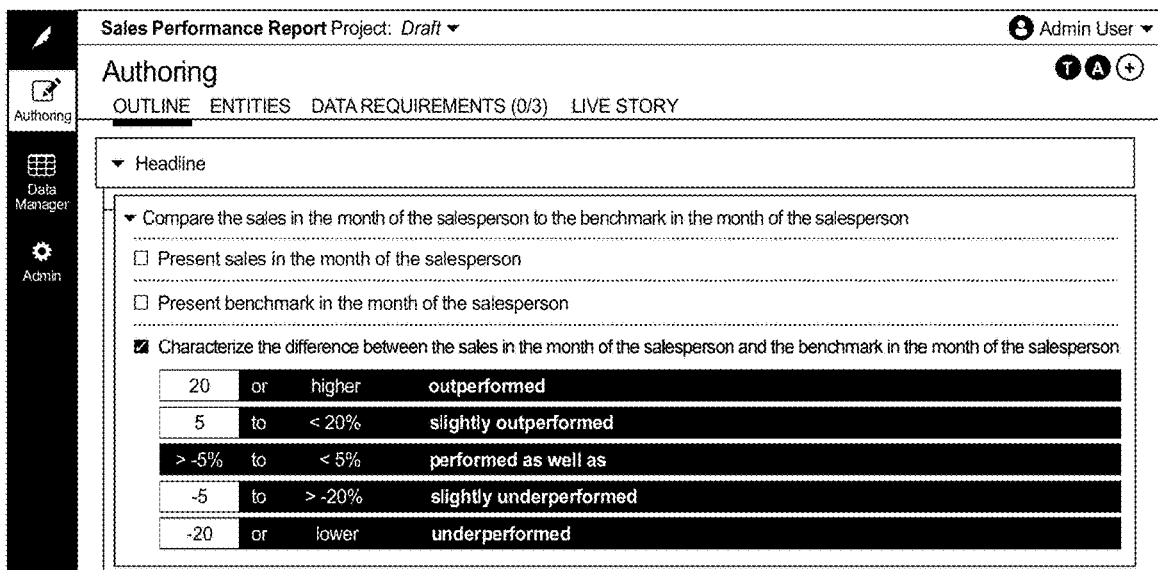 Sales Performance Report Project: Draft
Admin User
Authoring
T A +
OUTLINE ENTITIES DATA REQUIREMENTS (0/3) LIVE STORY
Authoring
Data
Manager
Admin
Headline
Compare the sales in the month of the salesperson to the benchmark in the month of the salesperson
Present sales in the month of the salesperson
Present benchmark in the month of the salesperson
Characterize the difference between the sales in the month of the salesperson and the benchmark in the month of the salesperson
20 or higher outperformed
5 to < 20% slightly outperformed
> -5% to < 5% performed as well as
-5 to > -20% slightly underperformed
-20 or lower underperformed